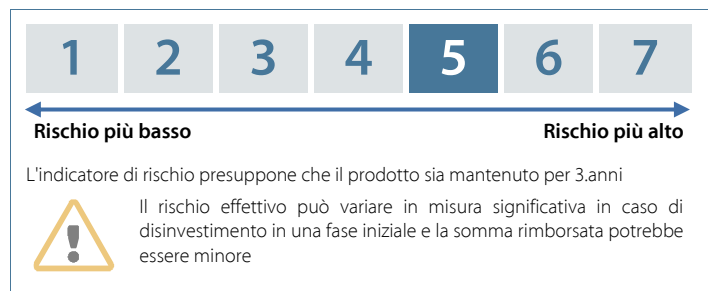 1 2 3 4 5 6 7
Rischio più basso Rischio più alto
L'indicatore di rischio presuppone che il prodotto sia mantenuto per 3.anni
Il rischio effettivo può variare in misura significativa in caso di
disinvestimento in una fase iniziale e la somma rimborsata potrebbe
essere minore